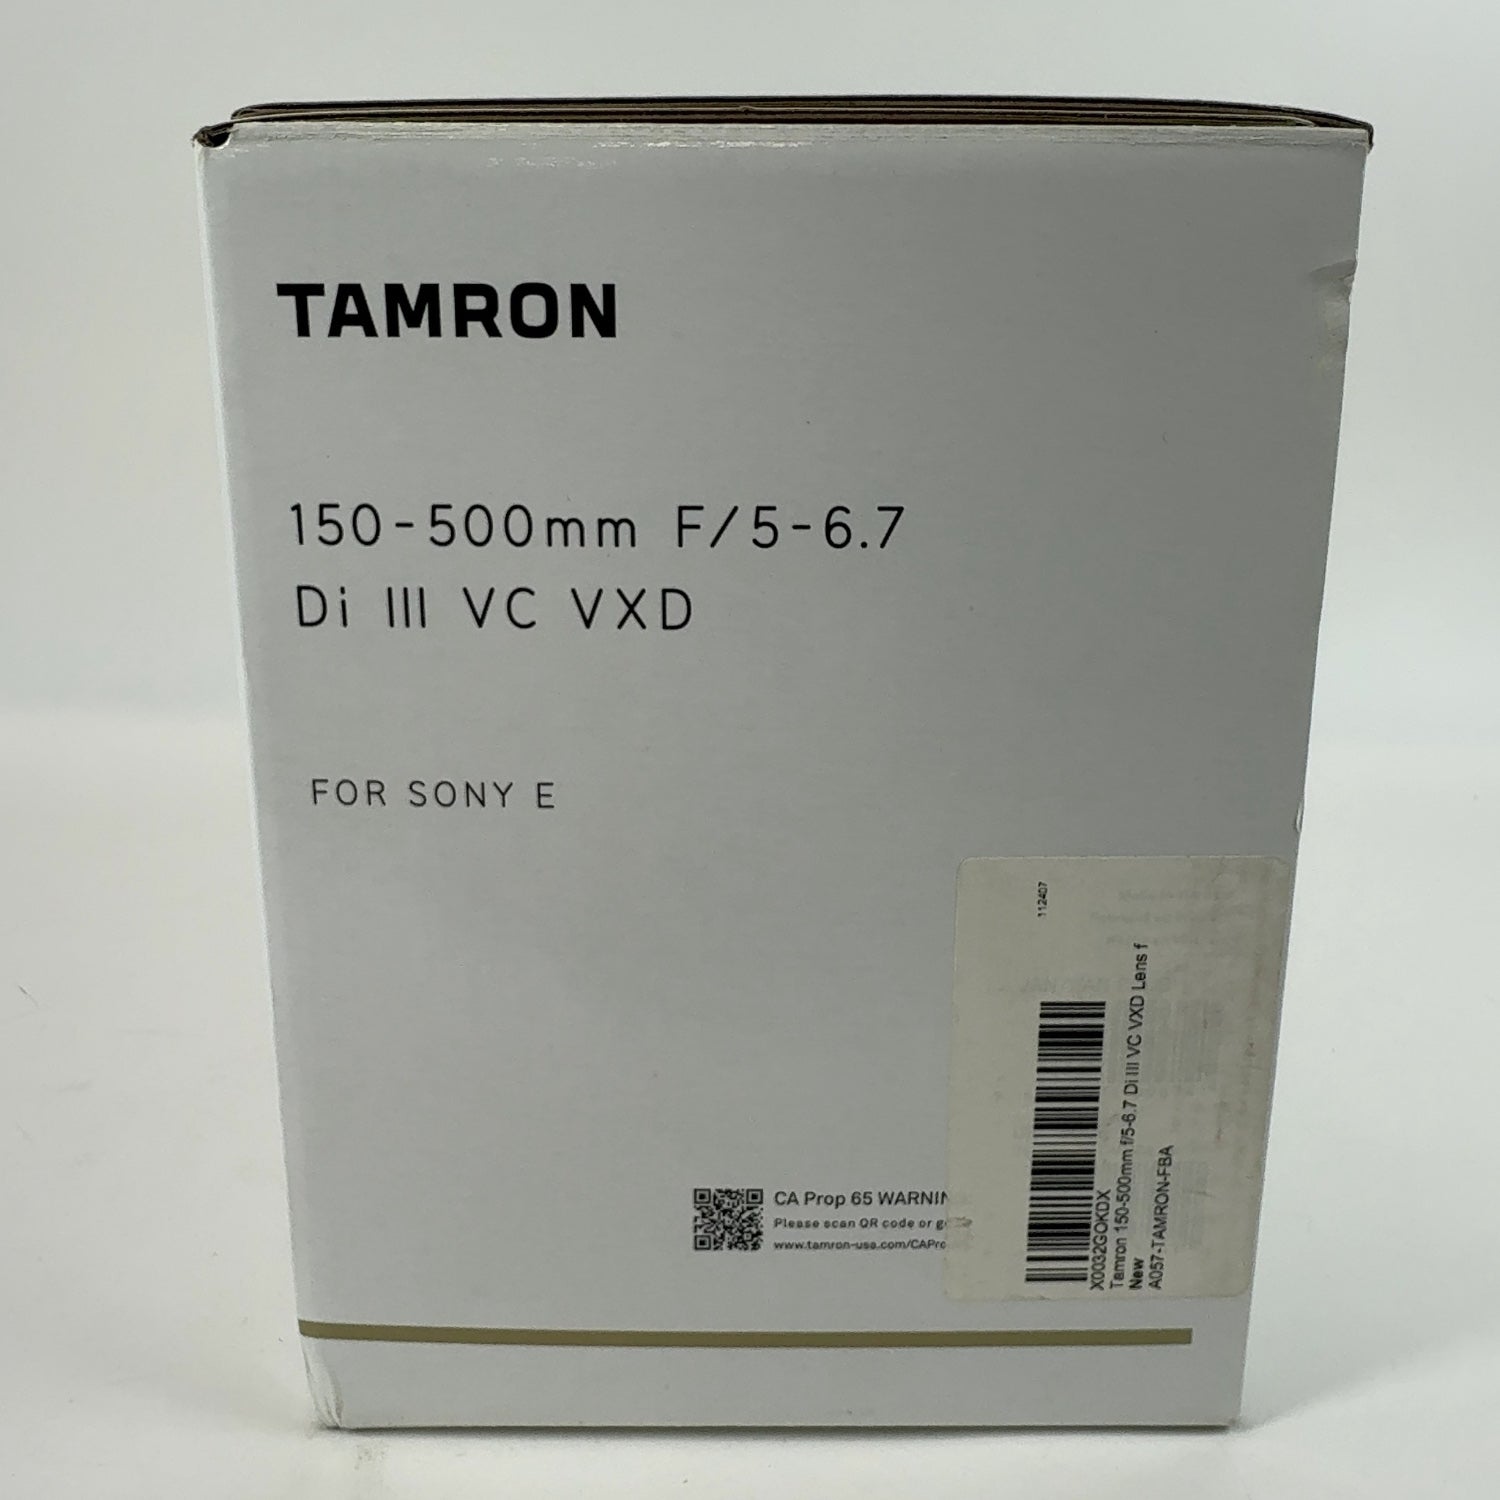 TAMRON
150-500mm F/5-6.7
Di III VC VXD
FOR SONY E
CA Prop 65 WARNIN
Please scan QR code or g
www.tamron-usa.com/CAPro
112407
X0032GOKDX
Tamron 150-500mm f/5-6.7 Di III VC VXD Lens f
New
A057-TAMRON-FBA